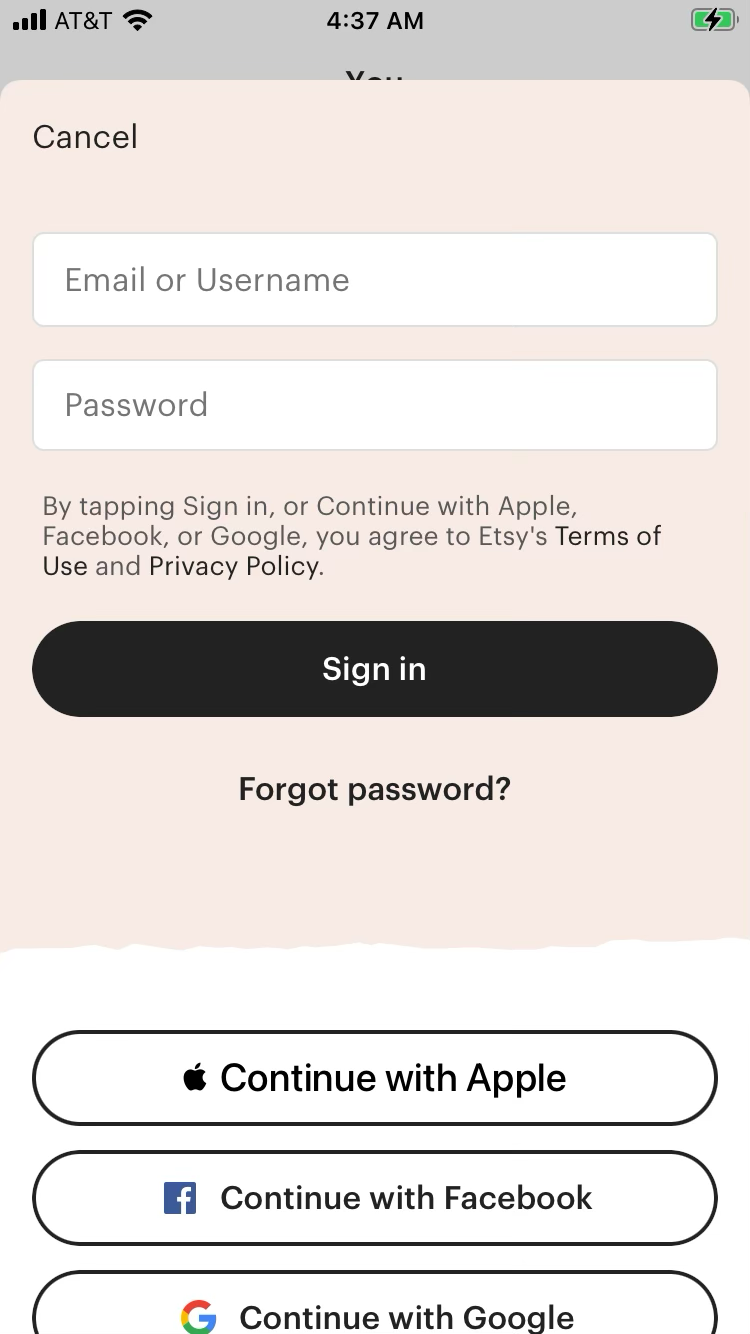 AT&T 4:37 AM
You
Cancel
Email or Username
Password
By tapping Sign in, or Continue with Apple,
Facebook, or Google, you agree to Etsy's Terms of
Use and Privacy Policy.
Sign in
Forgot password?
Continue with Apple
Continue with Facebook
Continue with Google